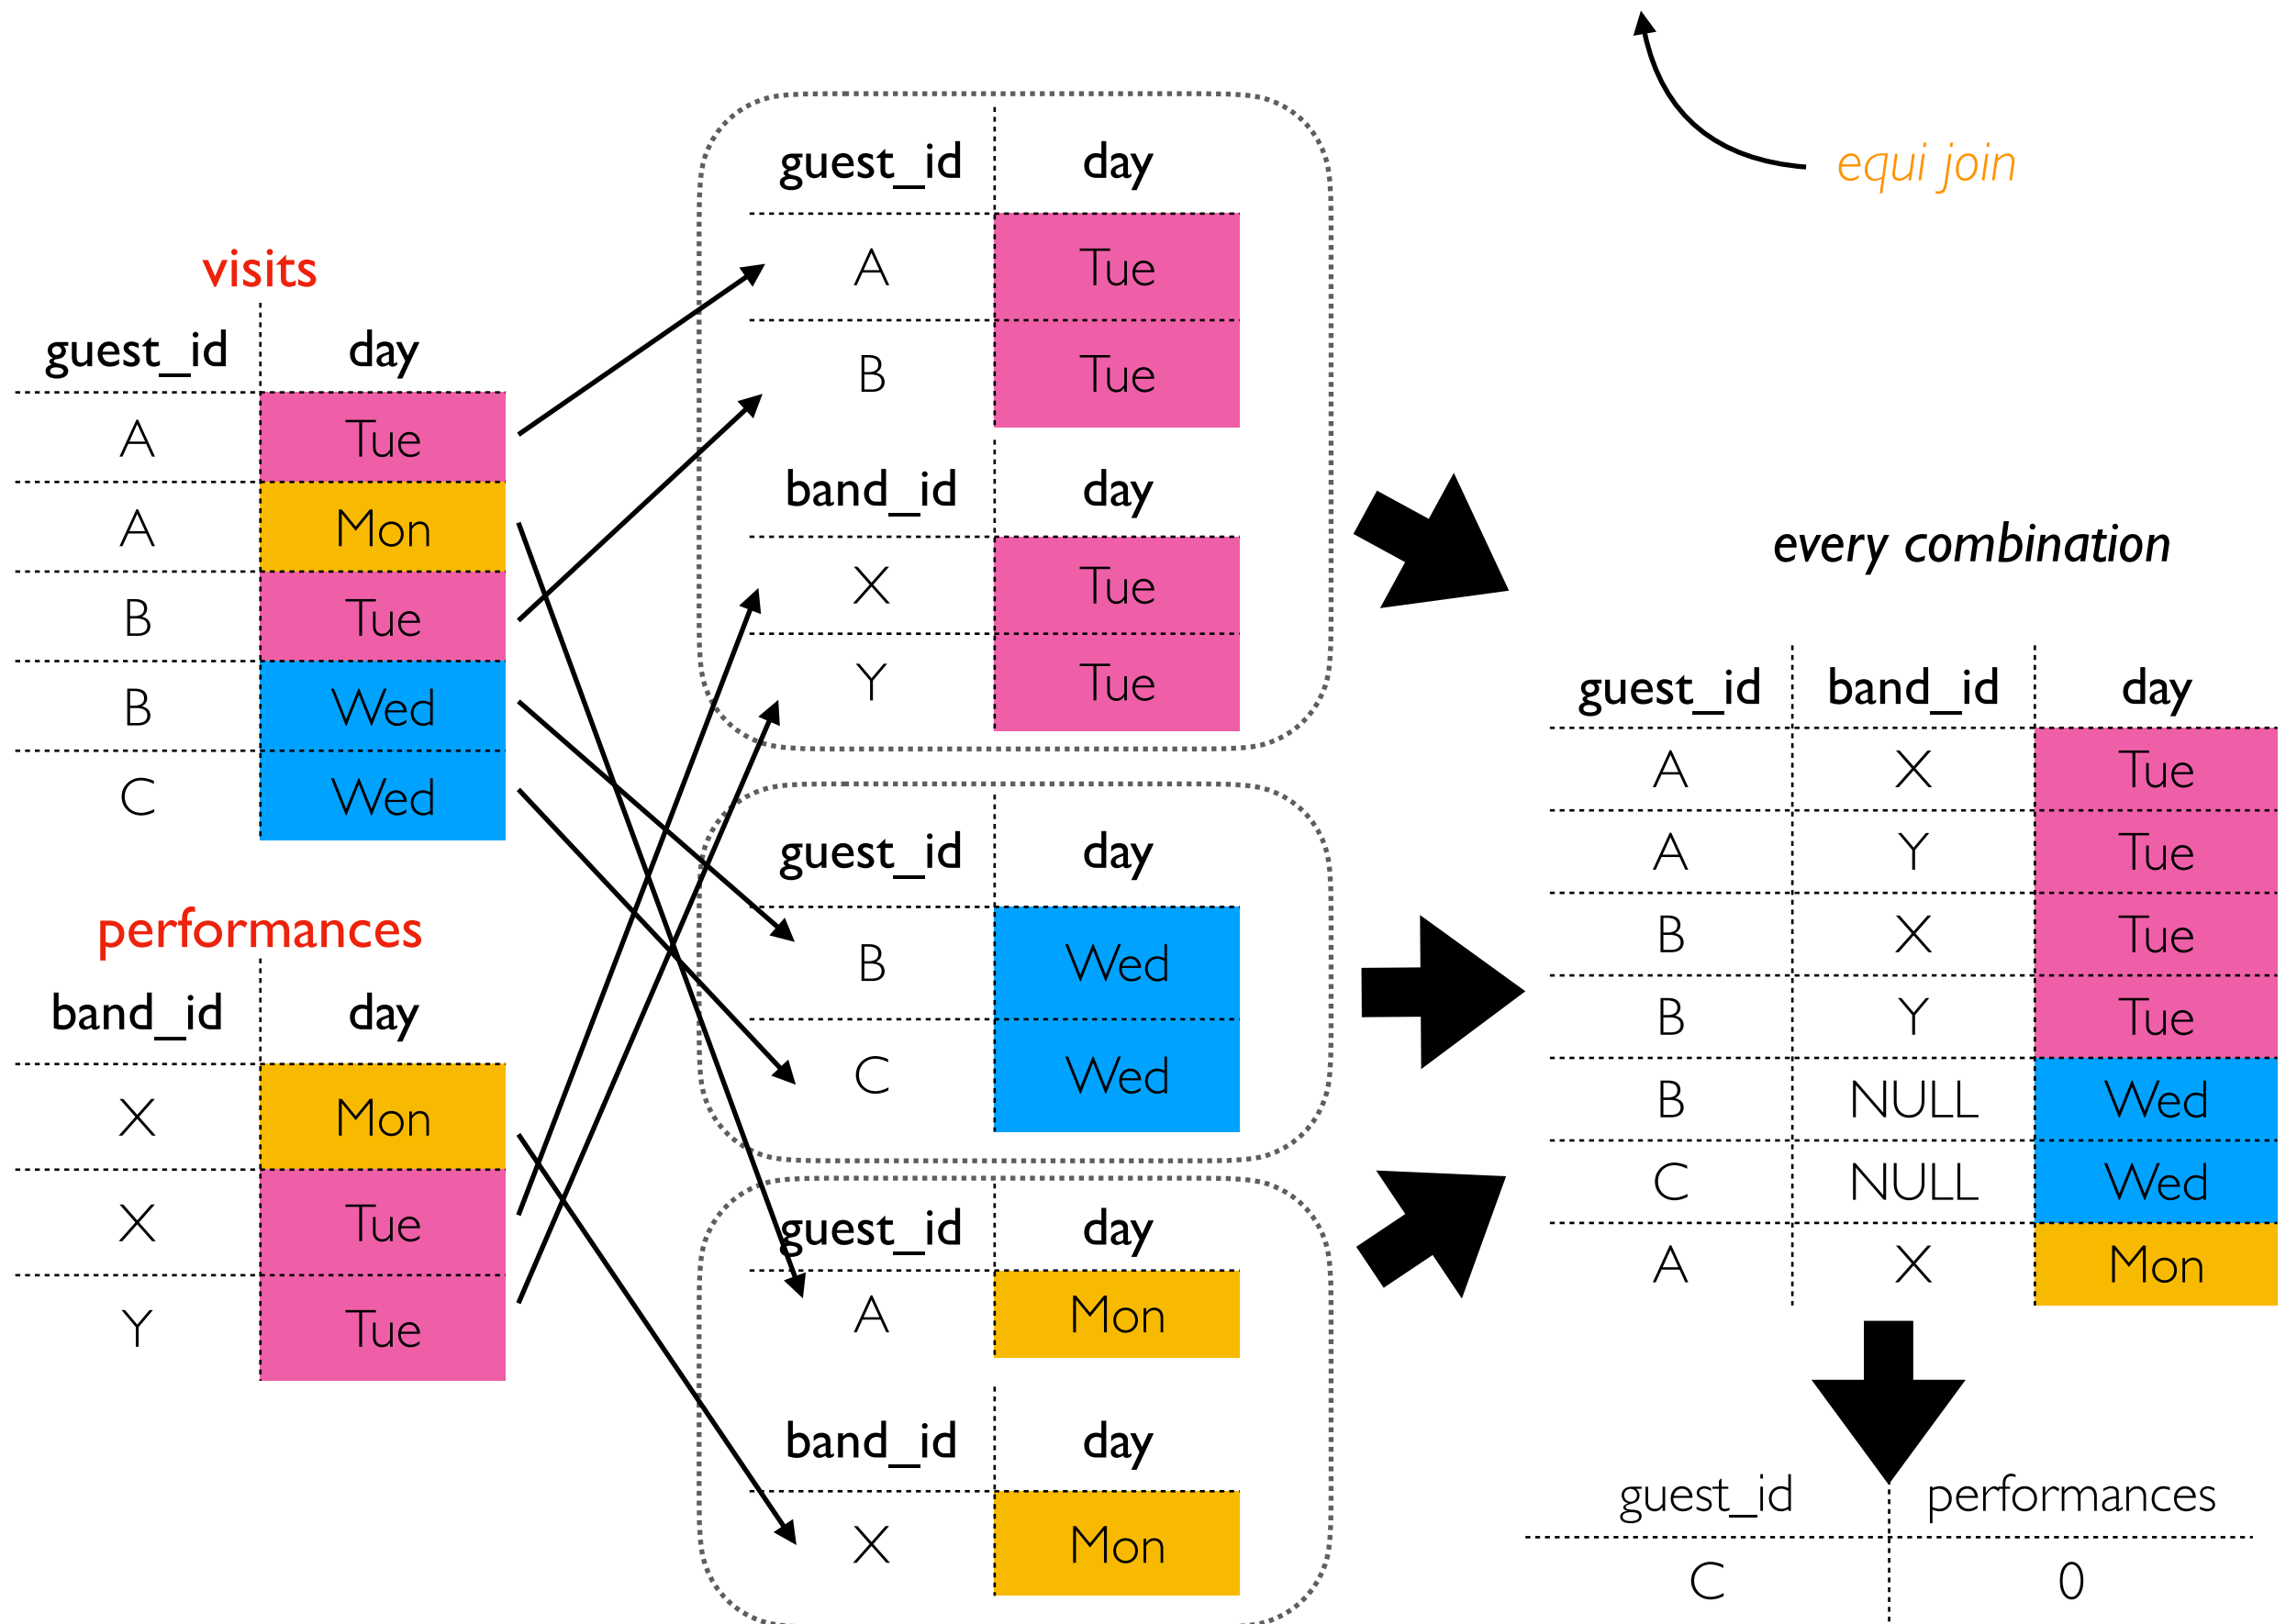 equi join
visits
guest_id day
A Tue
A Mon
B Tue
B Wed
C Wed
performances
band_id day
X Mon
X Tue
Y Tue
guest_id day
A Tue
B Tue
band_id day
X Tue
Y Tue
guest_id day
B Wed
C Wed
guest_id day
A Mon
band_id day
X Mon
every combination
guest_id band_id day
A X Tue
A Y Tue
B X Tue
B Y Tue
B NULL Wed
C NULL Wed
A X Mon
guest_id performances
C 0